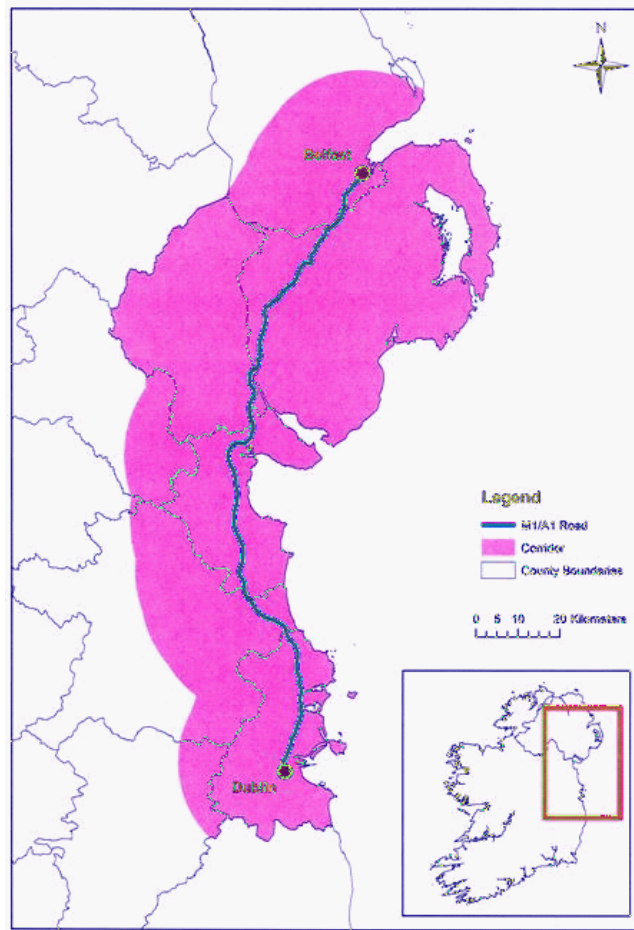 N
Belfast
Legend
M1/A1 Road
Corridor
County Boundaries
0 5 10 20 Kilometers
Dublin